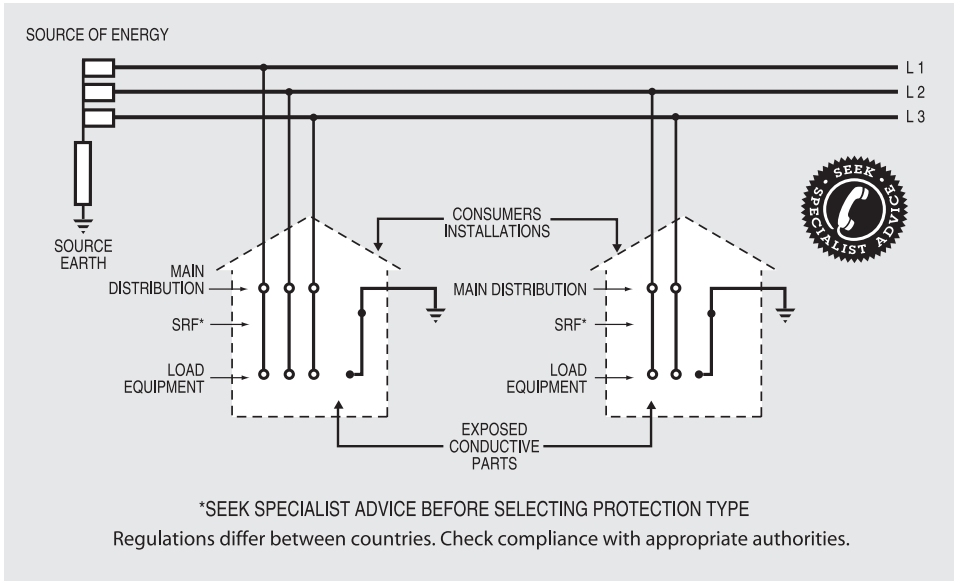 SOURCE OF ENERGY
L 1
L 2
L 3
SEEK SPECIALIST ADVICE
SOURCE
EARTH
CONSUMERS
INSTALLATIONS
MAIN
DISTRIBUTION
SRF*
LOAD
EQUIPMENT
MAIN DISTRIBUTION
SRF*
LOAD
EQUIPMENT
EXPOSED
CONDUCTIVE
PARTS
*SEEK SPECIALIST ADVICE BEFORE SELECTING PROTECTION TYPE
Regulations differ between countries. Check compliance with appropriate authorities.